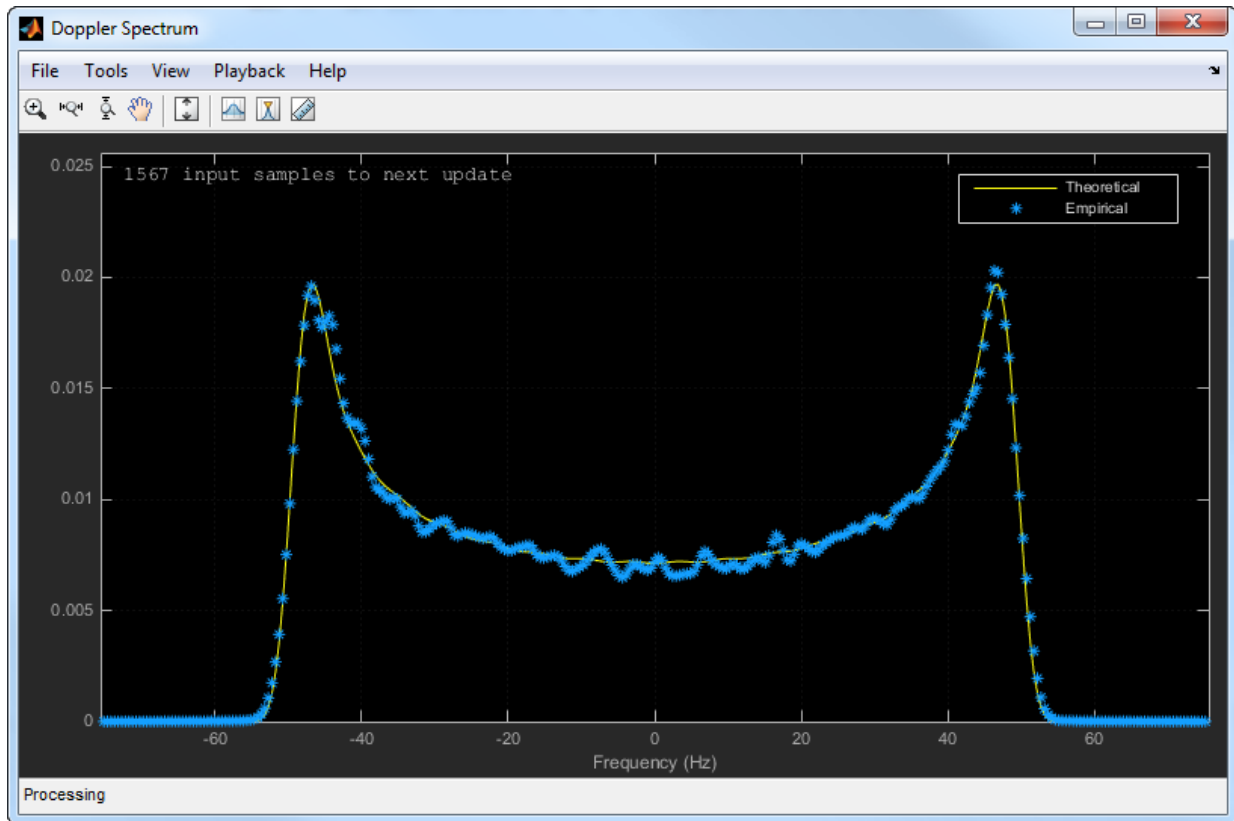 Doppler Spectrum
File Tools View Playback Help
0.025
1567 input samples to next update
Theoretical
Empirical
0.02
0.015
0.01
0.005
0
-60 -40 -20 0 20 40 60
Frequency (Hz)
Processing